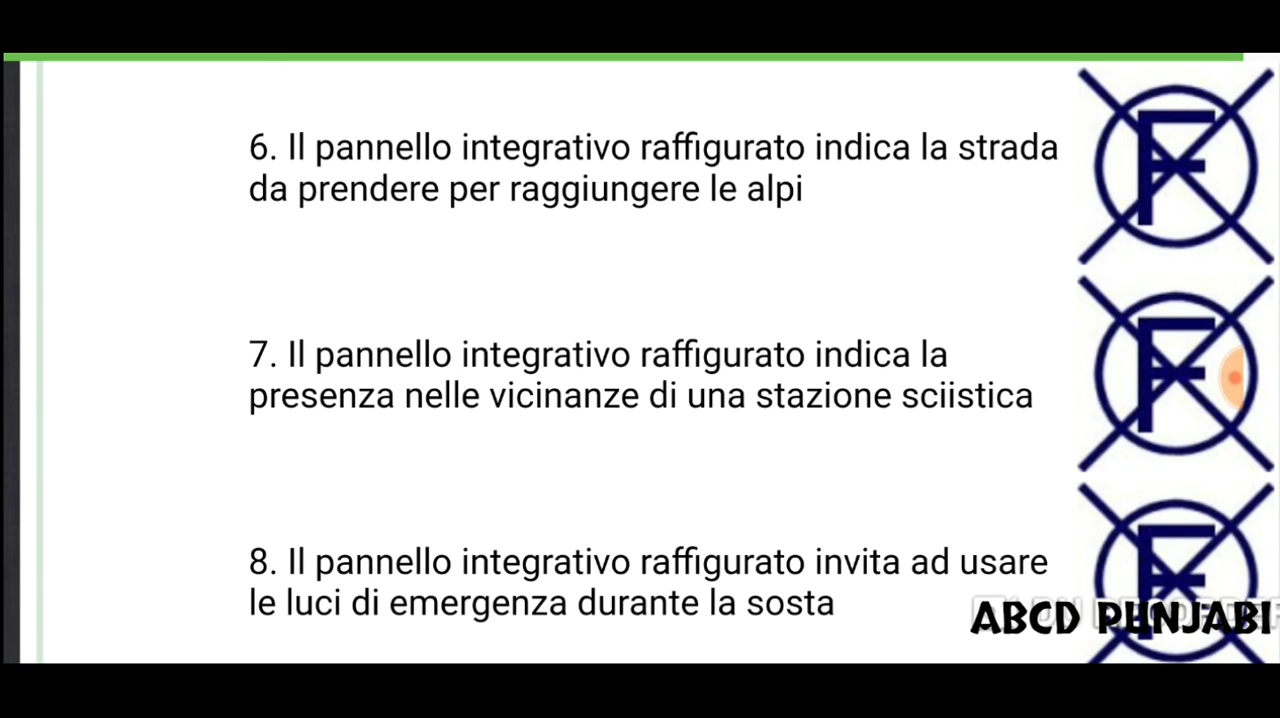 6. Il pannello integrativo raffigurato indica la strada
da prendere per raggiungere le alpi
7. Il pannello integrativo raffigurato indica la
presenza nelle vicinanze di una stazione sciistica
8. Il pannello integrativo raffigurato invita ad usare
le luci di emergenza durante la sosta
ABCD PUNJABI